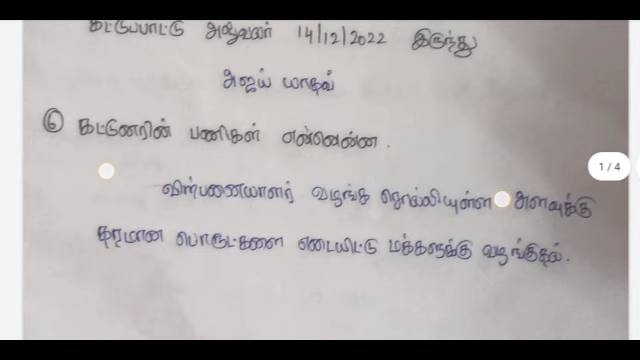 கட்டுப்பாட்டு அலுவலர் 14/12/2022 இருந்து
அஜய் யாதவ்
6 கட்டுனரின் பணிகள் என்னென்ன.
1/4
விற்பனையாளர் வழங்க சொல்லியுள்ள அளவுக்கு
தரமான பொருட்களை எடையிட்டு மக்களுக்கு வழங்குதல்.